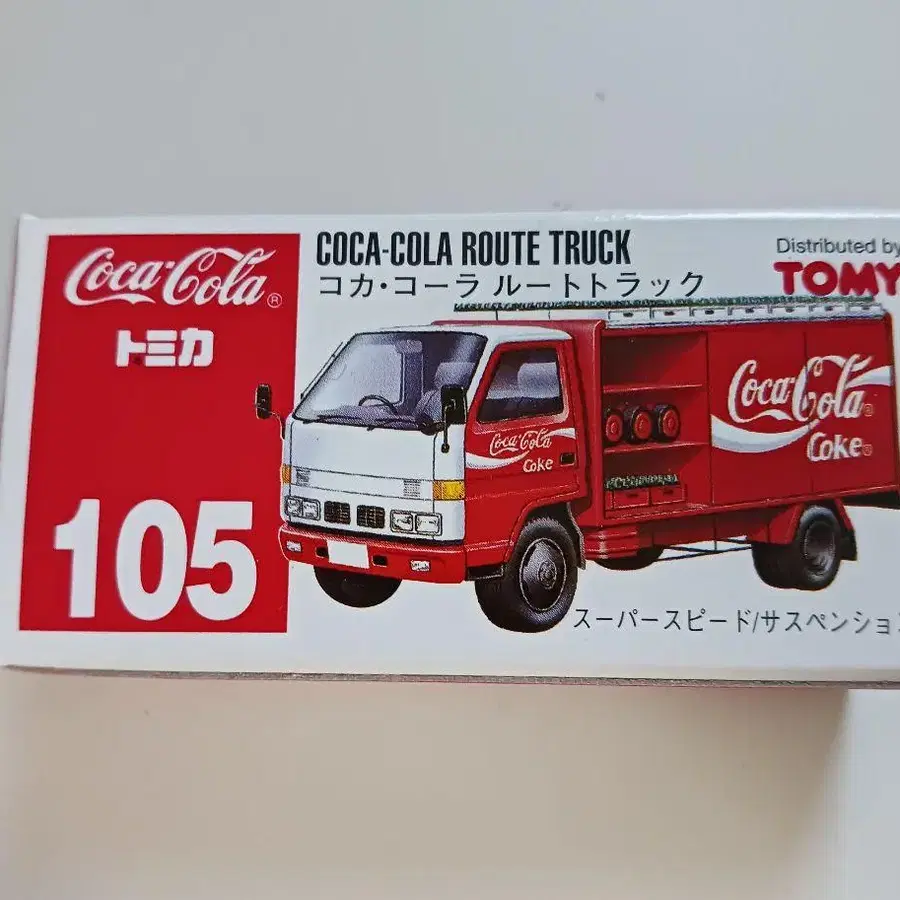 Coca-Cola®
トミカ
105
COCA-COLA ROUTE TRUCK
コカ・コーラ ルートトラック
Distributed by
TOMY
Coca-Cola
Coke
Coca-Cola®
Coke®
スーパースピード/サスペンション